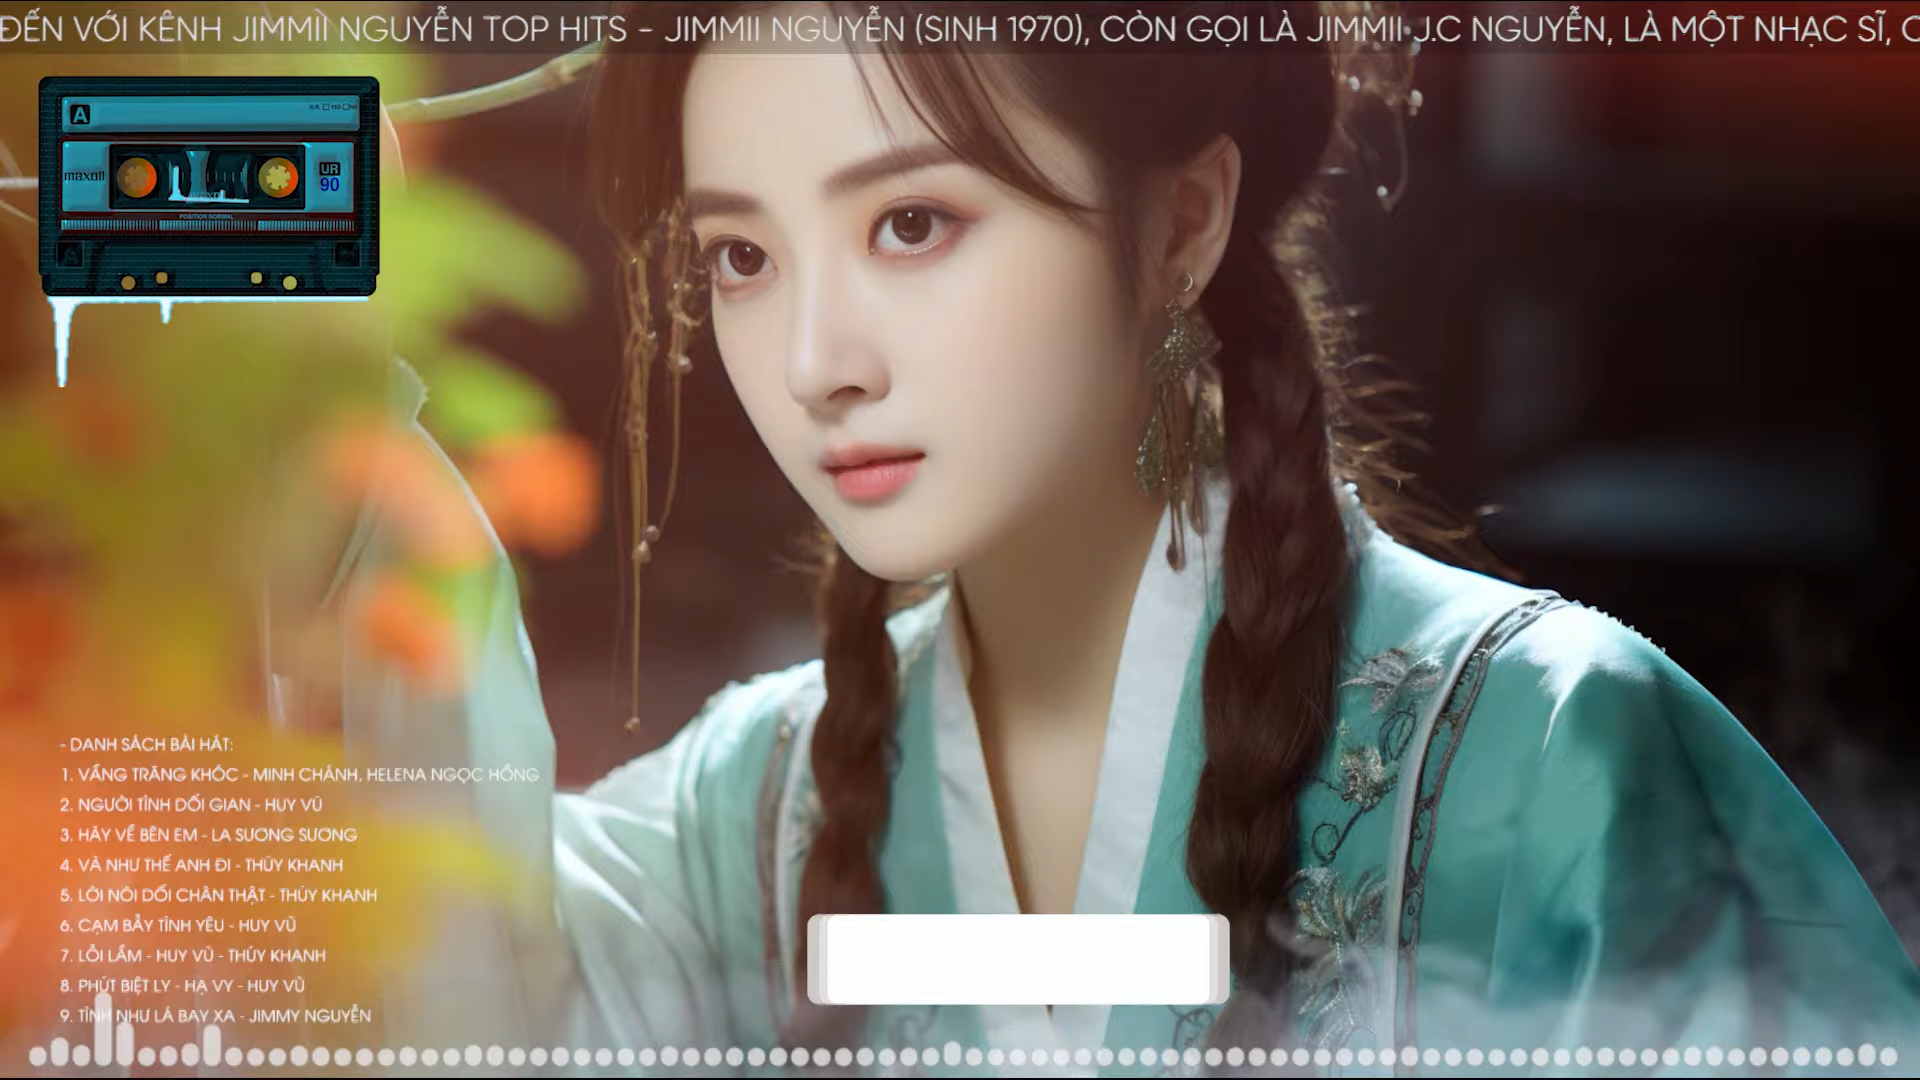 ĐẾN VỚI KÊNH JIMMII NGUYỄN TOP HITS - JIMMII NGUYỄN (SINH 1970), CÒN GỌI LÀ JIMMII J.C NGUYỄN, LÀ MỘT NHẠC SĨ, C
A
maxell
UR
90
POSITION NORMAL
- DANH SÁCH BÀI HÁT:
1. VẦNG TRĂNG KHÓC - MINH CHÁNH, HELENA NGỌC HỒNG
2. NGƯỜI TÌNH DỐI GIAN - HUY VŨ
3. HÃY VỀ BÊN EM - LA SƯƠNG SƯƠNG
4. VÀ NHƯ THẾ ANH ĐI - THÚY KHANH
5. LỜI NÓI DỐI CHÂN THẬT - THÚY KHANH
6. CẠM BẪY TÌNH YÊU - HUY VŨ
7. LỖI LẦM - HUY VŨ - THÚY KHANH
8. PHÚT BIỆT LY - HẠ VY - HUY VŨ
9. TÌNH NHƯ LÁ BAY XA - JIMMY NGUYỄN